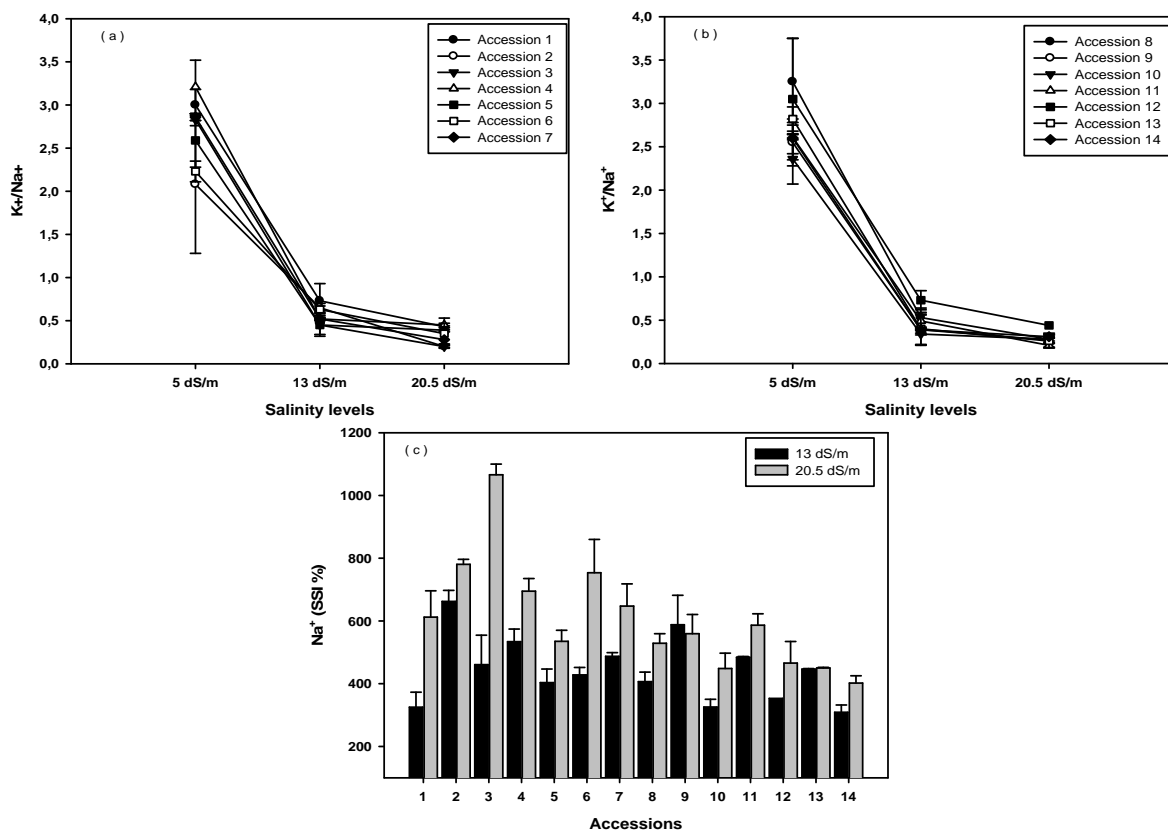 ( a )
4,0
3,5
3,0
2,5
2,0
1,5
1,0
0,5
0,0
K+/Na+
5 dS/m 13 dS/m 20.5 dS/m
Salinity levels
Accession 1
Accession 2
Accession 3
Accession 4
Accession 5
Accession 6
Accession 7
( b )
4,0
3,5
3,0
2,5
2,0
1,5
1,0
0,5
0,0
K⁺/Na⁺
5 dS/m 13 dS/m 20.5 dS/m
Salinity levels
Accession 8
Accession 9
Accession 10
Accession 11
Accession 12
Accession 13
Accession 14
( c )
1200
1000
800
600
400
200
Na⁺ (SSI %)
13 dS/m
20.5 dS/m
1 2 3 4 5 6 7 8 9 10 11 12 13 14
Accessions